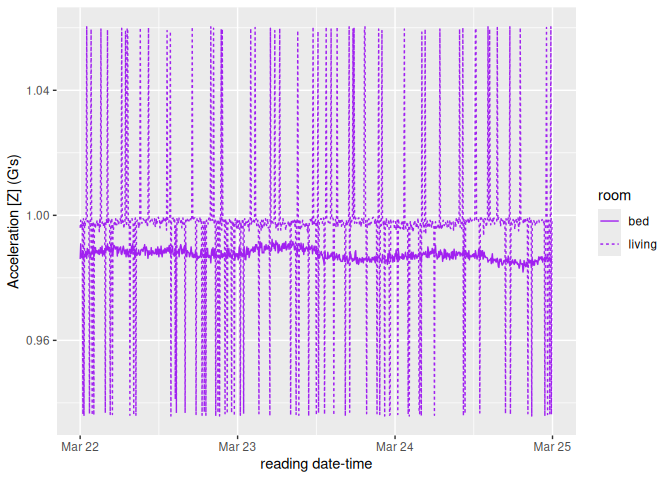 1.04
1.00
0.96
Acceleration [Z] (G's)
Mar 22
Mar 23
Mar 24
Mar 25
reading date-time
room
bed
living